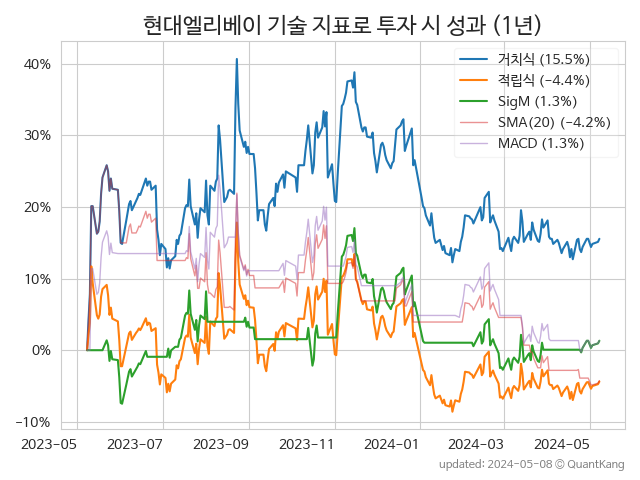 현대엘리베이 기술 지표로 투자 시 성과 (1년)
거치식 (15.5%)
적립식 (−4.4%)
SigM (1.3%)
SMA(20) (−4.2%)
MACD (1.3%)
40%
30%
20%
10%
0%
−10%
2023-05 2023-07 2023-09 2023-11 2024-01 2024-03 2024-05
updated: 2024-05-08 ⓒ QuantKang